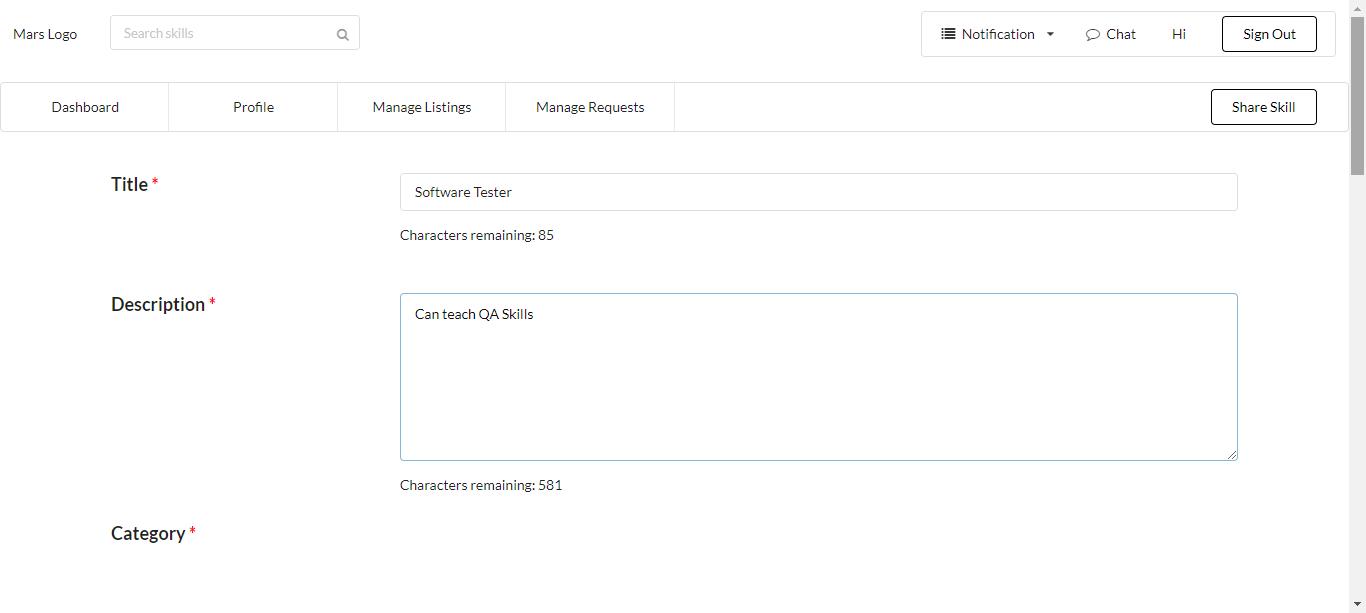 Mars Logo
Search skills
Notification
Chat
Hi
Sign Out
Dashboard
Profile
Manage Listings
Manage Requests
Share Skill
Title *
Software Tester
Characters remaining: 85
Description *
Can teach QA Skills
Characters remaining: 581
Category *